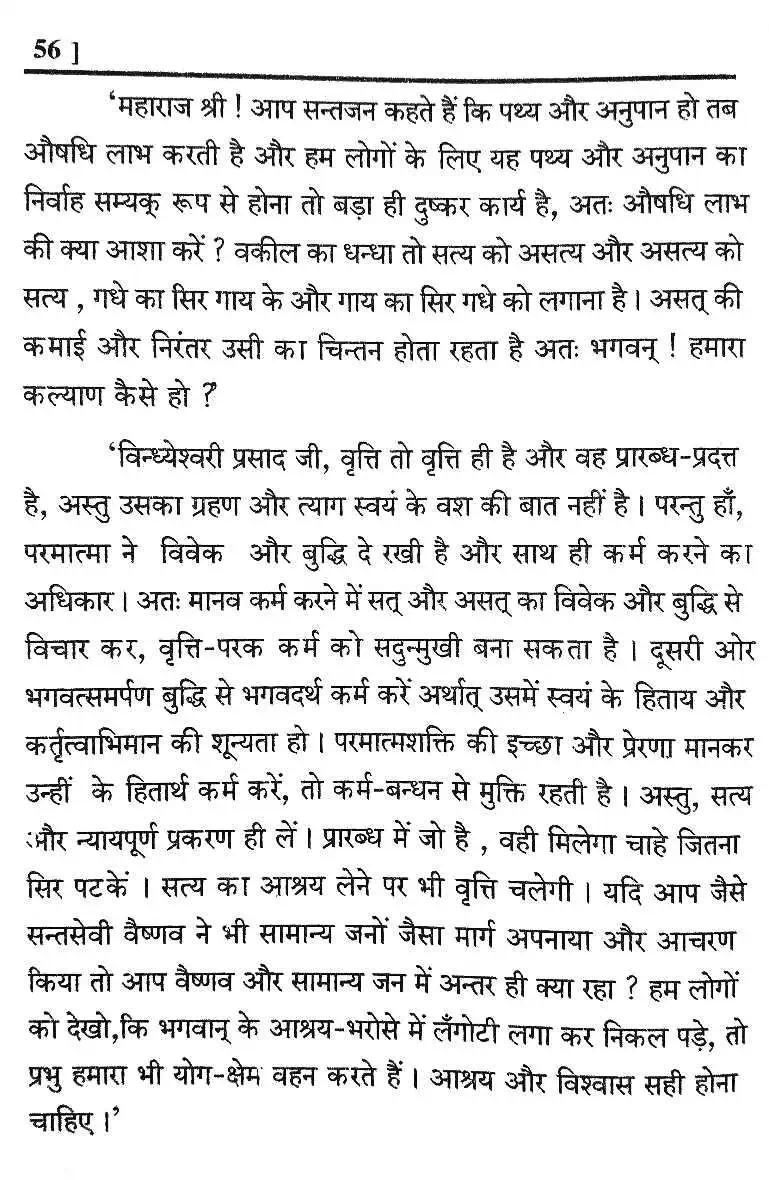 56 ]
‘महाराज श्री ! आप सन्तजन कहते हैं कि पथ्य और अनुपान हो तब
औषधि लाभ करती है और हम लोगों के लिए यह पथ्य और अनुपान का
निर्वाह सम्यक् रूप से होना तो बड़ा ही दुष्कर कार्य है, अतः औषधि लाभ
की क्या आशा करें ? वकील का धन्धा तो सत्य को असत्य और असत्य को
सत्य , गधे का सिर गाय के और गाय का सिर गधे को लगाना है । असत् की
कमाई और निरंतर उसी का चिन्तन होता रहता है अतः भगवन् ! हमारा
कल्याण कैसे हो ?’
‘विन्ध्येश्वरी प्रसाद जी, वृत्ति तो वृत्ति ही है और वह प्रारब्ध-प्रदत्त
है, अस्तु उसका ग्रहण और त्याग स्वयं के वश की बात नहीं है । परन्तु हाँ,
परमात्मा ने विवेक और बुद्धि दे रखी है और साथ ही कर्म करने का
अधिकार । अतः मानव कर्म करने में सत् और असत् का विवेक और बुद्धि से
विचार कर, वृत्ति-परक कर्म को सदुन्मुखी बना सकता है । दूसरी ओर
भगवत्समर्पण बुद्धि से भगवदर्थ कर्म करें अर्थात् उसमें स्वयं के हिताय और
कर्तृत्वाभिमान की शून्यता हो । परमात्मशक्ति की इच्छा और प्रेरणा मानकर
उन्हीं के हितार्थ कर्म करें, तो कर्म-बन्धन से मुक्ति रहती है । अस्तु, सत्य
और न्यायपूर्ण प्रकरण ही लें । प्रारब्ध में जो है , वही मिलेगा चाहे जितना
सिर पटकें । सत्य का आश्रय लेने पर भी वृत्ति चलेगी । यदि आप जैसे
सन्तसेवी वैष्णव ने भी सामान्य जनों जैसा मार्ग अपनाया और आचरण
किया तो आप वैष्णव और सामान्य जन में अन्तर ही क्या रहा ? हम लोगों
को देखो,कि भगवान् के आश्रय-भरोसे में लँगोटी लगा कर निकल पड़े, तो
प्रभु हमारा भी योग-क्षेम वहन करते हैं । आश्रय और विश्वास सही होना
चाहिए ।’